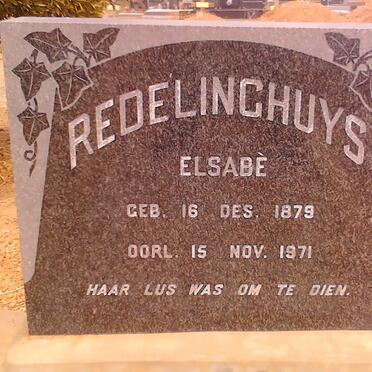 REDELINGHUYS
ELSABÈ
GEB. 16 DES. 1879
OORL. 15 NOV. 1971
HAAR LUS WAS OM TE DIEN.